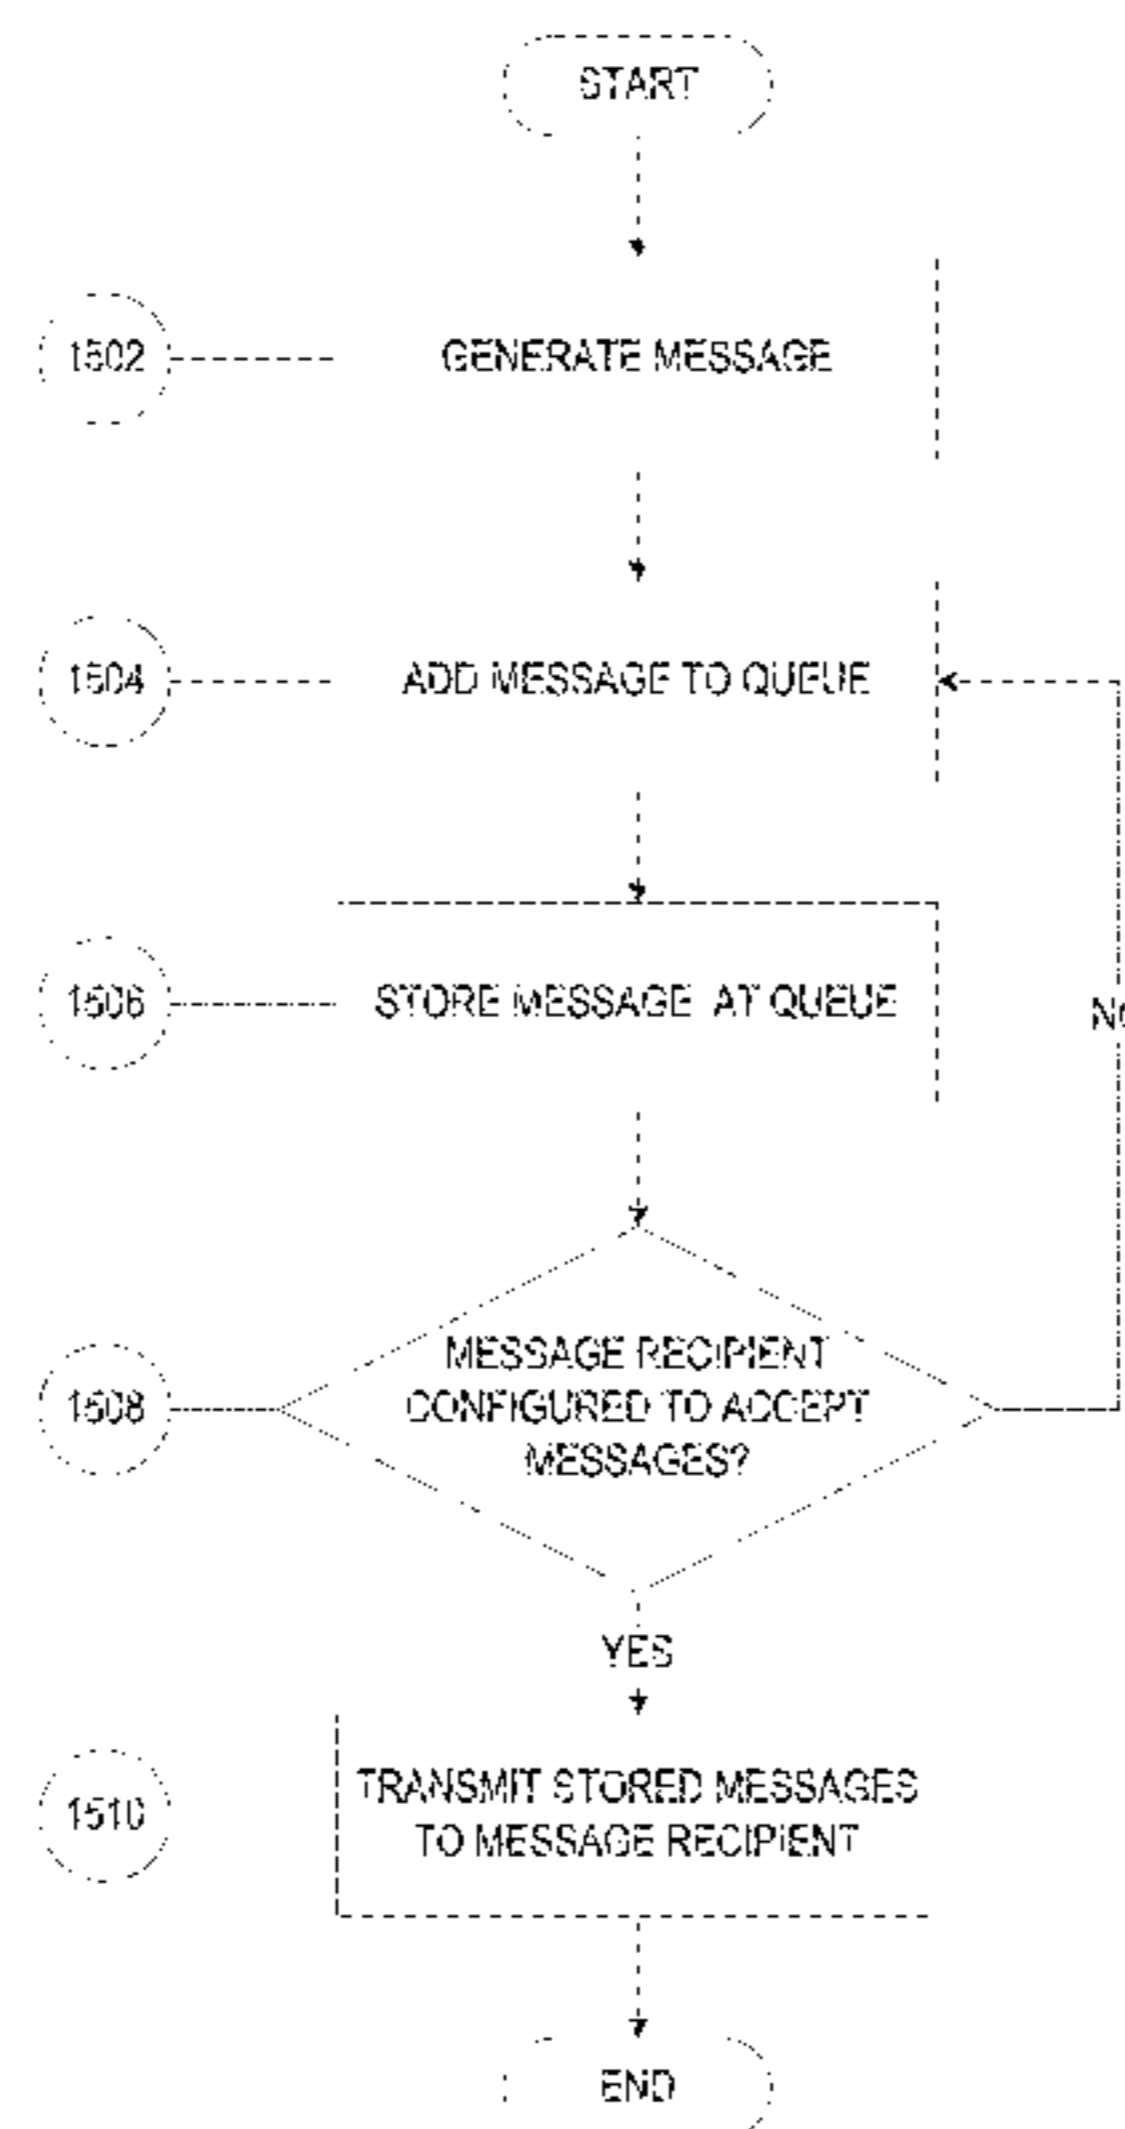 START
1502
GENERATE MESSAGE
1504
ADD MESSAGE TO QUEUE
1506
STORE MESSAGE AT QUEUE
NO
1508
MESSAGE RECIPIENT
CONFIGURED TO ACCEPT
MESSAGES?
YES
1510
TRANSMIT STORED MESSAGES
TO MESSAGE RECIPIENT
END